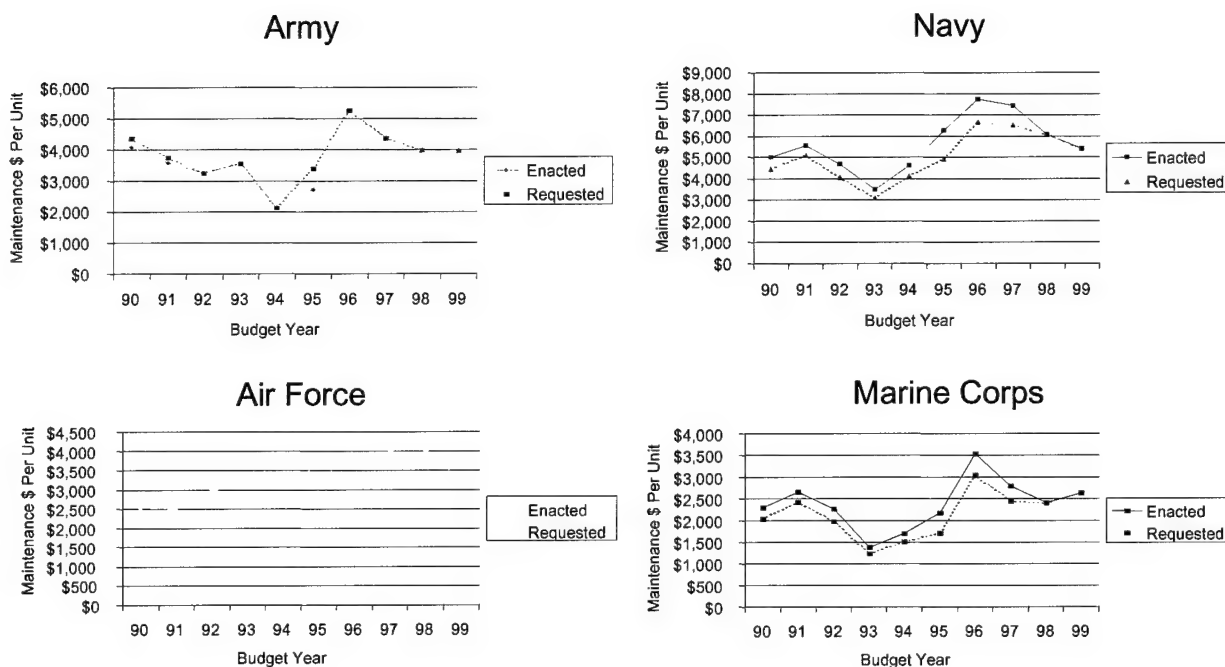 Army
Maintenance $ Per Unit
$6,000
$5,000
$4,000
$3,000
$2,000
$1,000
$0
90 91 92 93 94 95 96 97 98 99
Budget Year
Enacted
Requested
Navy
Maintenance $ Per Unit
$9,000
$8,000
$7,000
$6,000
$5,000
$4,000
$3,000
$2,000
$1,000
$0
90 91 92 93 94 95 96 97 98 99
Budget Year
Enacted
Requested
Air Force
Maintenance $ Per Unit
$4,500
$4,000
$3,500
$3,000
$2,500
$2,000
$1,500
$1,000
$500
$0
90 91 92 93 94 95 96 97 98 99
Budget Year
Enacted
Requested
Marine Corps
Maintenance $ Per Unit
$4,000
$3,500
$3,000
$2,500
$2,000
$1,500
$1,000
$500
$0
90 91 92 93 94 95 96 97 98 99
Budget Year
Enacted
Requested